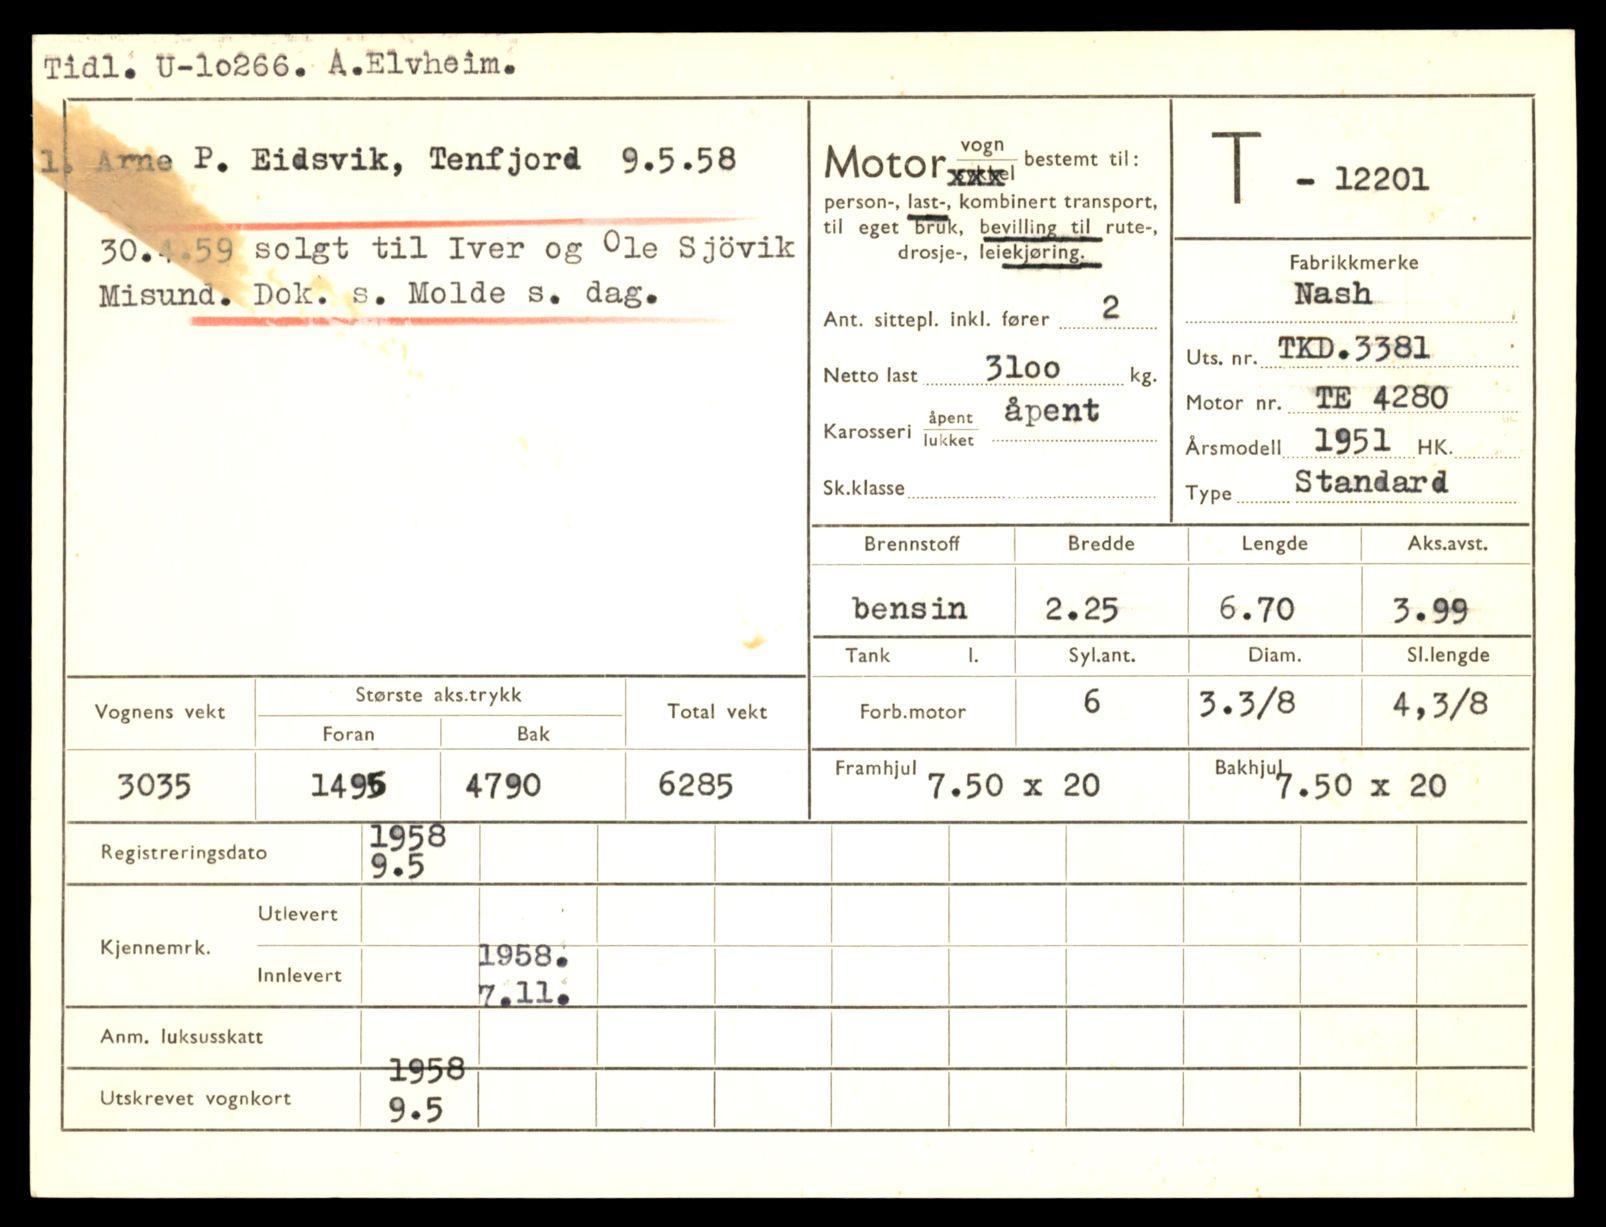 Tidl. U-1o266. A.Elvheim.
1. Arne P. Eidsvik, Tenfjord 9.5.58
30.4.59 solgt til Iver og Ole Sjövik
Misund. Dok. s. Molde s. dag.
Motor vogn bestemt til:
person-, last-, kombinert transport,
til eget bruk, bevilling til rute-,
drosje-, leiekjøring.
Ant. sittepl. inkl. fører 2
Netto last 31oo kg.
Karosseri åpent lukket åpent
Sk.klasse
T - 12201
Fabrikkmerke
Nash
Uts. nr. TKD.3381
Motor nr. TE 4280
Årsmodell 1951 HK.
Type Standard
Brennstoff Bredde Lengde Aks.avst.
bensin 2.25 6.70 3.99
Tank l. Syl.ant. Diam. Sl.lengde
Forb.motor 6 3.3/8 4,3/8
Framhjul 7.50 x 20 Bakhjul 7.50 x 20
Vognens vekt Største aks.trykk Total vekt
Foran Bak
3035 1495 4790 6285
Registreringsdato 1958
9.5
Kjennemrk. Utlevert
Innlevert 1958.
7.11.
Anm. luksusskatt
Utskrevet vognkort 1958
9.5